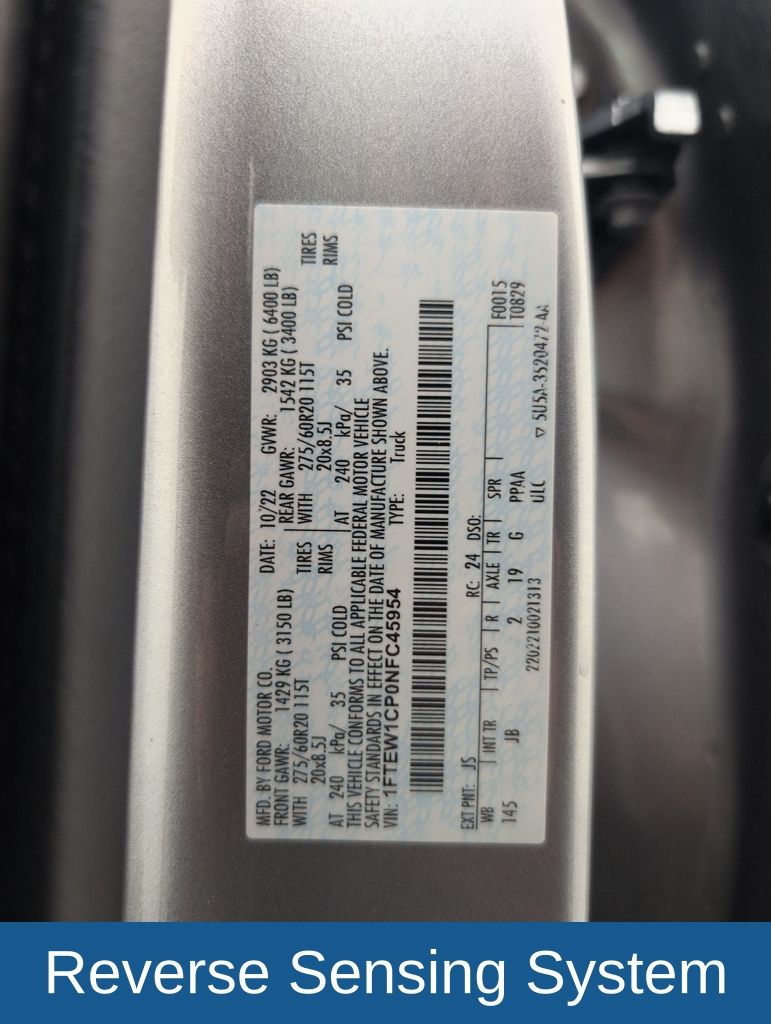 MFD. BY FORD MOTOR CO.
DATE: 10/22 GVWR: 2903 KG ( 6400 LB)
FRONT GAWR: 1429 KG ( 3150 LB) REAR GAWR: 1542 KG ( 3400 LB)
WITH 275/60R20 115T TIRES WITH 275/60R20 115T TIRES
20x8.5J RIMS 20x8.5J RIMS
AT 240 kPa/ 35 PSI COLD AT 240 kPa/ 35 PSI COLD
THIS VEHICLE CONFORMS TO ALL APPLICABLE FEDERAL MOTOR VEHICLE
SAFETY STANDARDS IN EFFECT ON THE DATE OF MANUFACTURE SHOWN ABOVE.
VIN: 1FTEW1CP0NFC45954 TYPE: Truck
EXT PNT: JS RC: 24 DSO:
WB INT TR TP/PS R AXLE TR SPR F0015
145 JB 2 19 G PPAA T0829
2202210021313 ULC ▽ 5U5A-3520472-AA
Reverse Sensing System